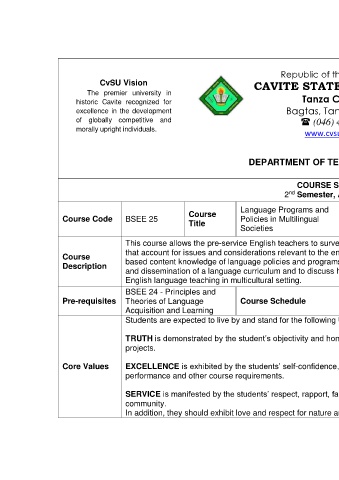 CvSU Vision
The premier university in
historic Cavite recognized for
excellence in the development
of globally competitive and
morally upright individuals.
Republic of th
CAVITE STATE
Tanza C
Bagtas, Tan
☎ (046) 4
www.cvsu
DEPARTMENT OF TE
COURSE S
2nd Semester, A
Course Code
BSEE 25
Course
Title
Language Programs and
Policies in Multilingual
Societies
Course
Description
This course allows the pre-service English teachers to surve
that account for issues and considerations relevant to the en
based content knowledge of language policies and programs
and dissemination of a language curriculum and to discuss h
English language teaching in multicultural setting.
Pre-requisites
BSEE 24 - Principles and
Theories of Language
Acquisition and Learning
Course Schedule
Core Values
Students are expected to live by and stand for the following
TRUTH is demonstrated by the student's objectivity and hon
projects.
EXCELLENCE is exhibited by the students' self-confidence,
performance and other course requirements.
SERVICE is manifested by the students' respect, rapport, fa
community.
In addition, they should exhibit love and respect for nature a